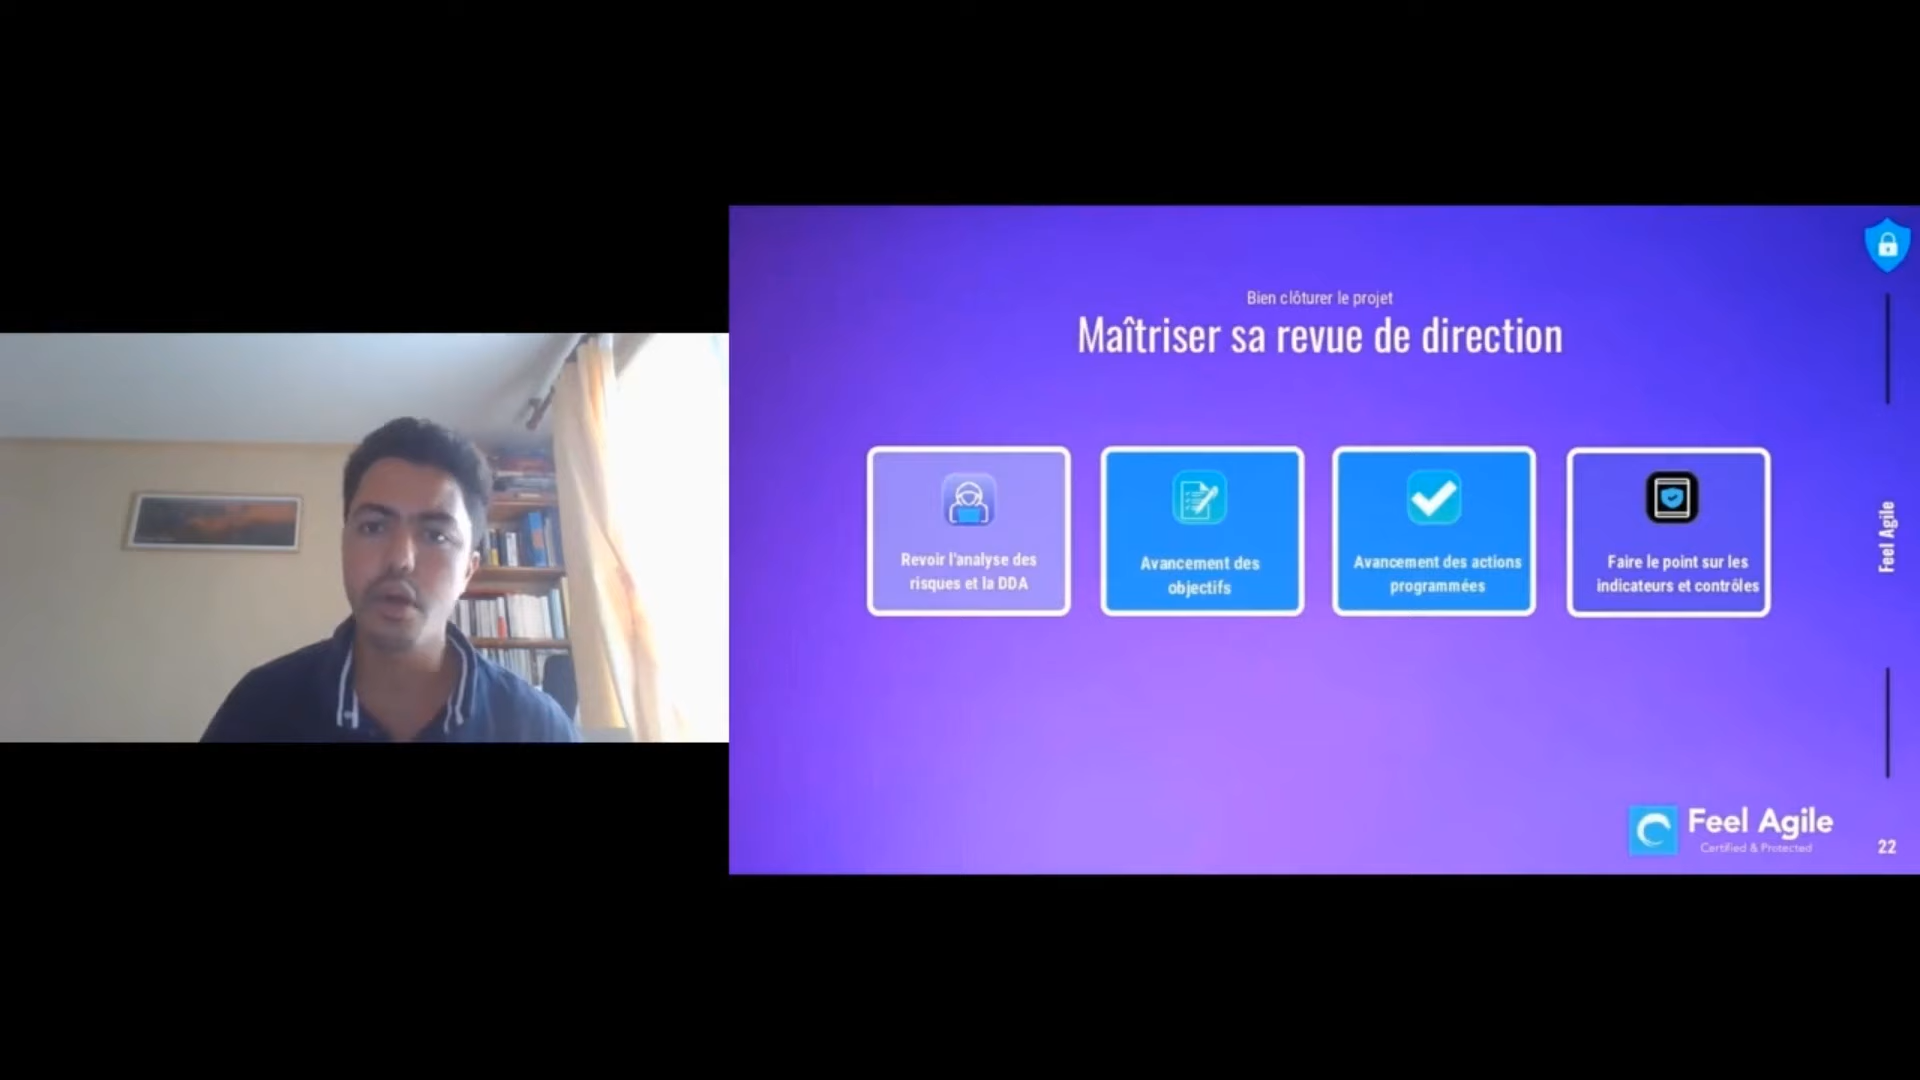 Bien clôturer le projet
Maîtriser sa revue de direction
Revoir l'analyse des
risques et la DDA
Avancement des
objectifs
Avancement des actions
programmées
Faire le point sur les
indicateurs et contrôles
Feel Agile
Feel Agile
Certified & Protected
22